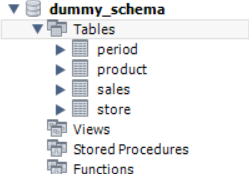 dummy_schema
Tables
period
product
sales
store
Views
Stored Procedures
Functions